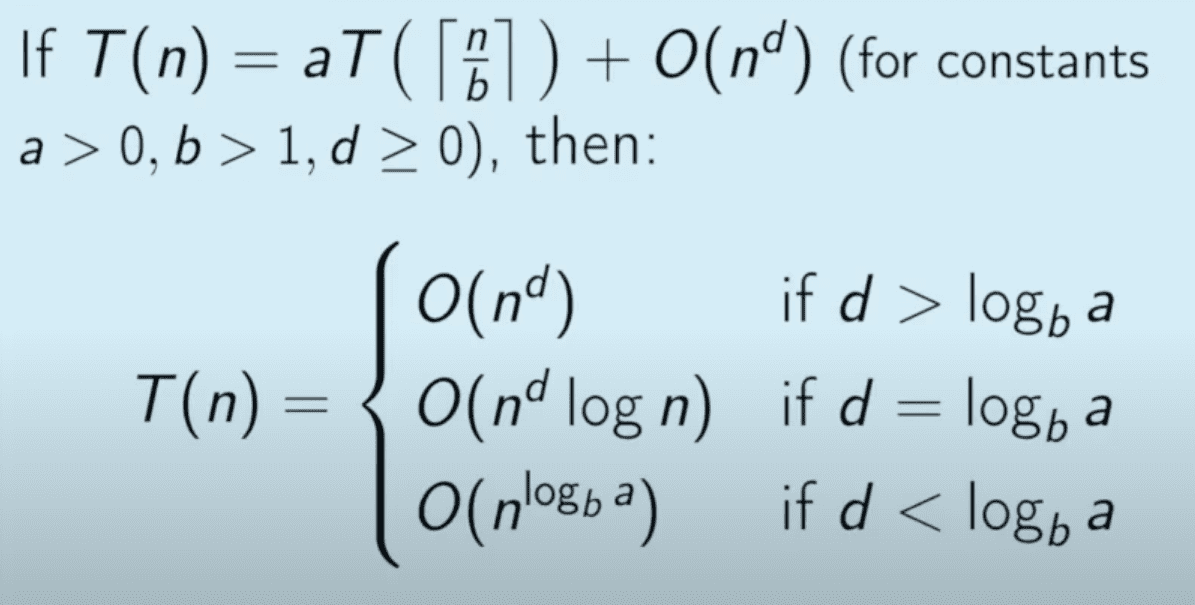 If T(n) = aT(⌈n/b⌉) + O(n^d) (for constants
a > 0, b > 1, d ≥ 0), then:
T(n) = {
O(n^d) if d > log_b a
O(n^d log n) if d = log_b a
O(n^{log_b a}) if d < log_b a